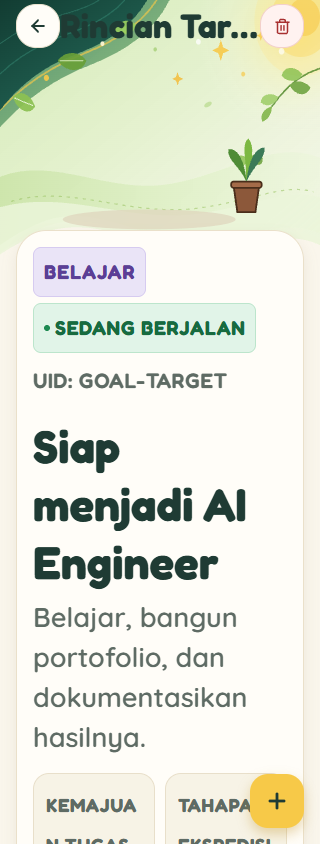 Rincian Tar...
BELAJAR
• SEDANG BERJALAN
UID: GOAL-TARGET
Siap
menjadi AI
Engineer
Belajar, bangun
portofolio, dan
dokumentasikan
hasilnya.
KEMAJUA
TAHAPA
N TUGAS
EKSPEDISI